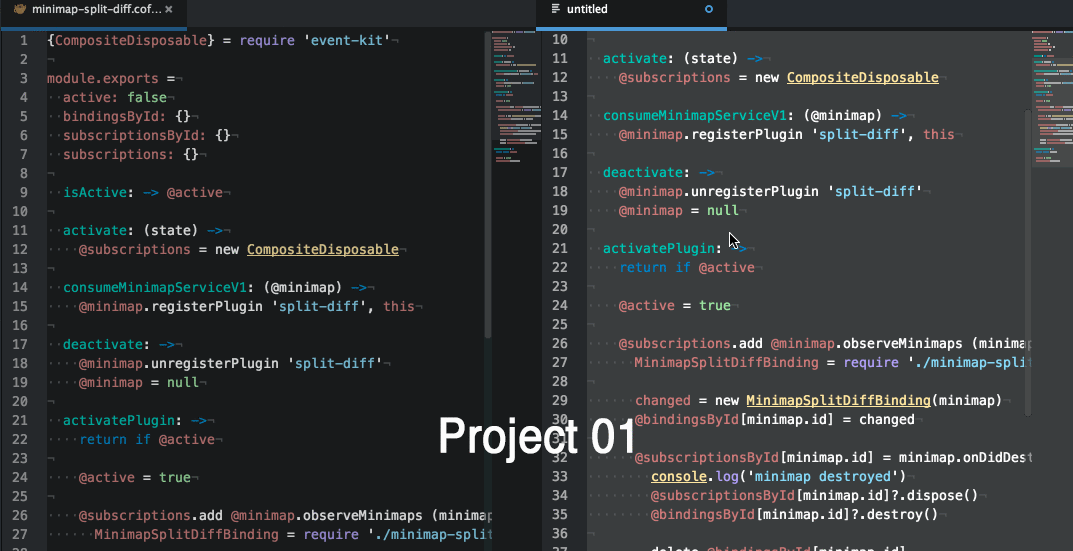 minimap-split-diff.cof...
untitled
1 {CompositeDisposable} = require 'event-kit'
2
3 module.exports =
4 active: false
5 bindingsById: {}
6 subscriptionsById: {}
7 subscriptions: {}
8
9 isActive: -> @active
10
11 activate: (state) ->
12 @subscriptions = new CompositeDisposable
13
14 consumeMinimapServiceV1: (@minimap) ->
15 @minimap.registerPlugin 'split-diff', this
16
17 deactivate: ->
18 @minimap.unregisterPlugin 'split-diff'
19 @minimap = null
20
21 activatePlugin: ->
22 return if @active
23
24 @active = true
25
26 @subscriptions.add @minimap.observeMinimaps (minimap
27 MinimapSplitDiffBinding = require './minimap-split
10
11 activate: (state) ->
12 @subscriptions = new CompositeDisposable
13
14 consumeMinimapServiceV1: (@minimap) ->
15 @minimap.registerPlugin 'split-diff', this
16
17 deactivate: ->
18 @minimap.unregisterPlugin 'split-diff'
19 @minimap = null
20
21 activatePlugin: ->
22 return if @active
23
24 @active = true
25
26 @subscriptions.add @minimap.observeMinimaps (minima
27 MinimapSplitDiffBinding = require './minimap-spli
28
29 changed = new MinimapSplitDiffBinding(minimap)
30 @bindingsById[minimap.id] = changed
31
32 @subscriptionsById[minimap.id] = minimap.onDidDest
33 console.log('minimap destroyed')
34 @subscriptionsById[minimap.id]?.dispose()
35 @bindingsById[minimap.id]?.destroy()
36
37 delete @bindingsById[minimap.id]
Project 01